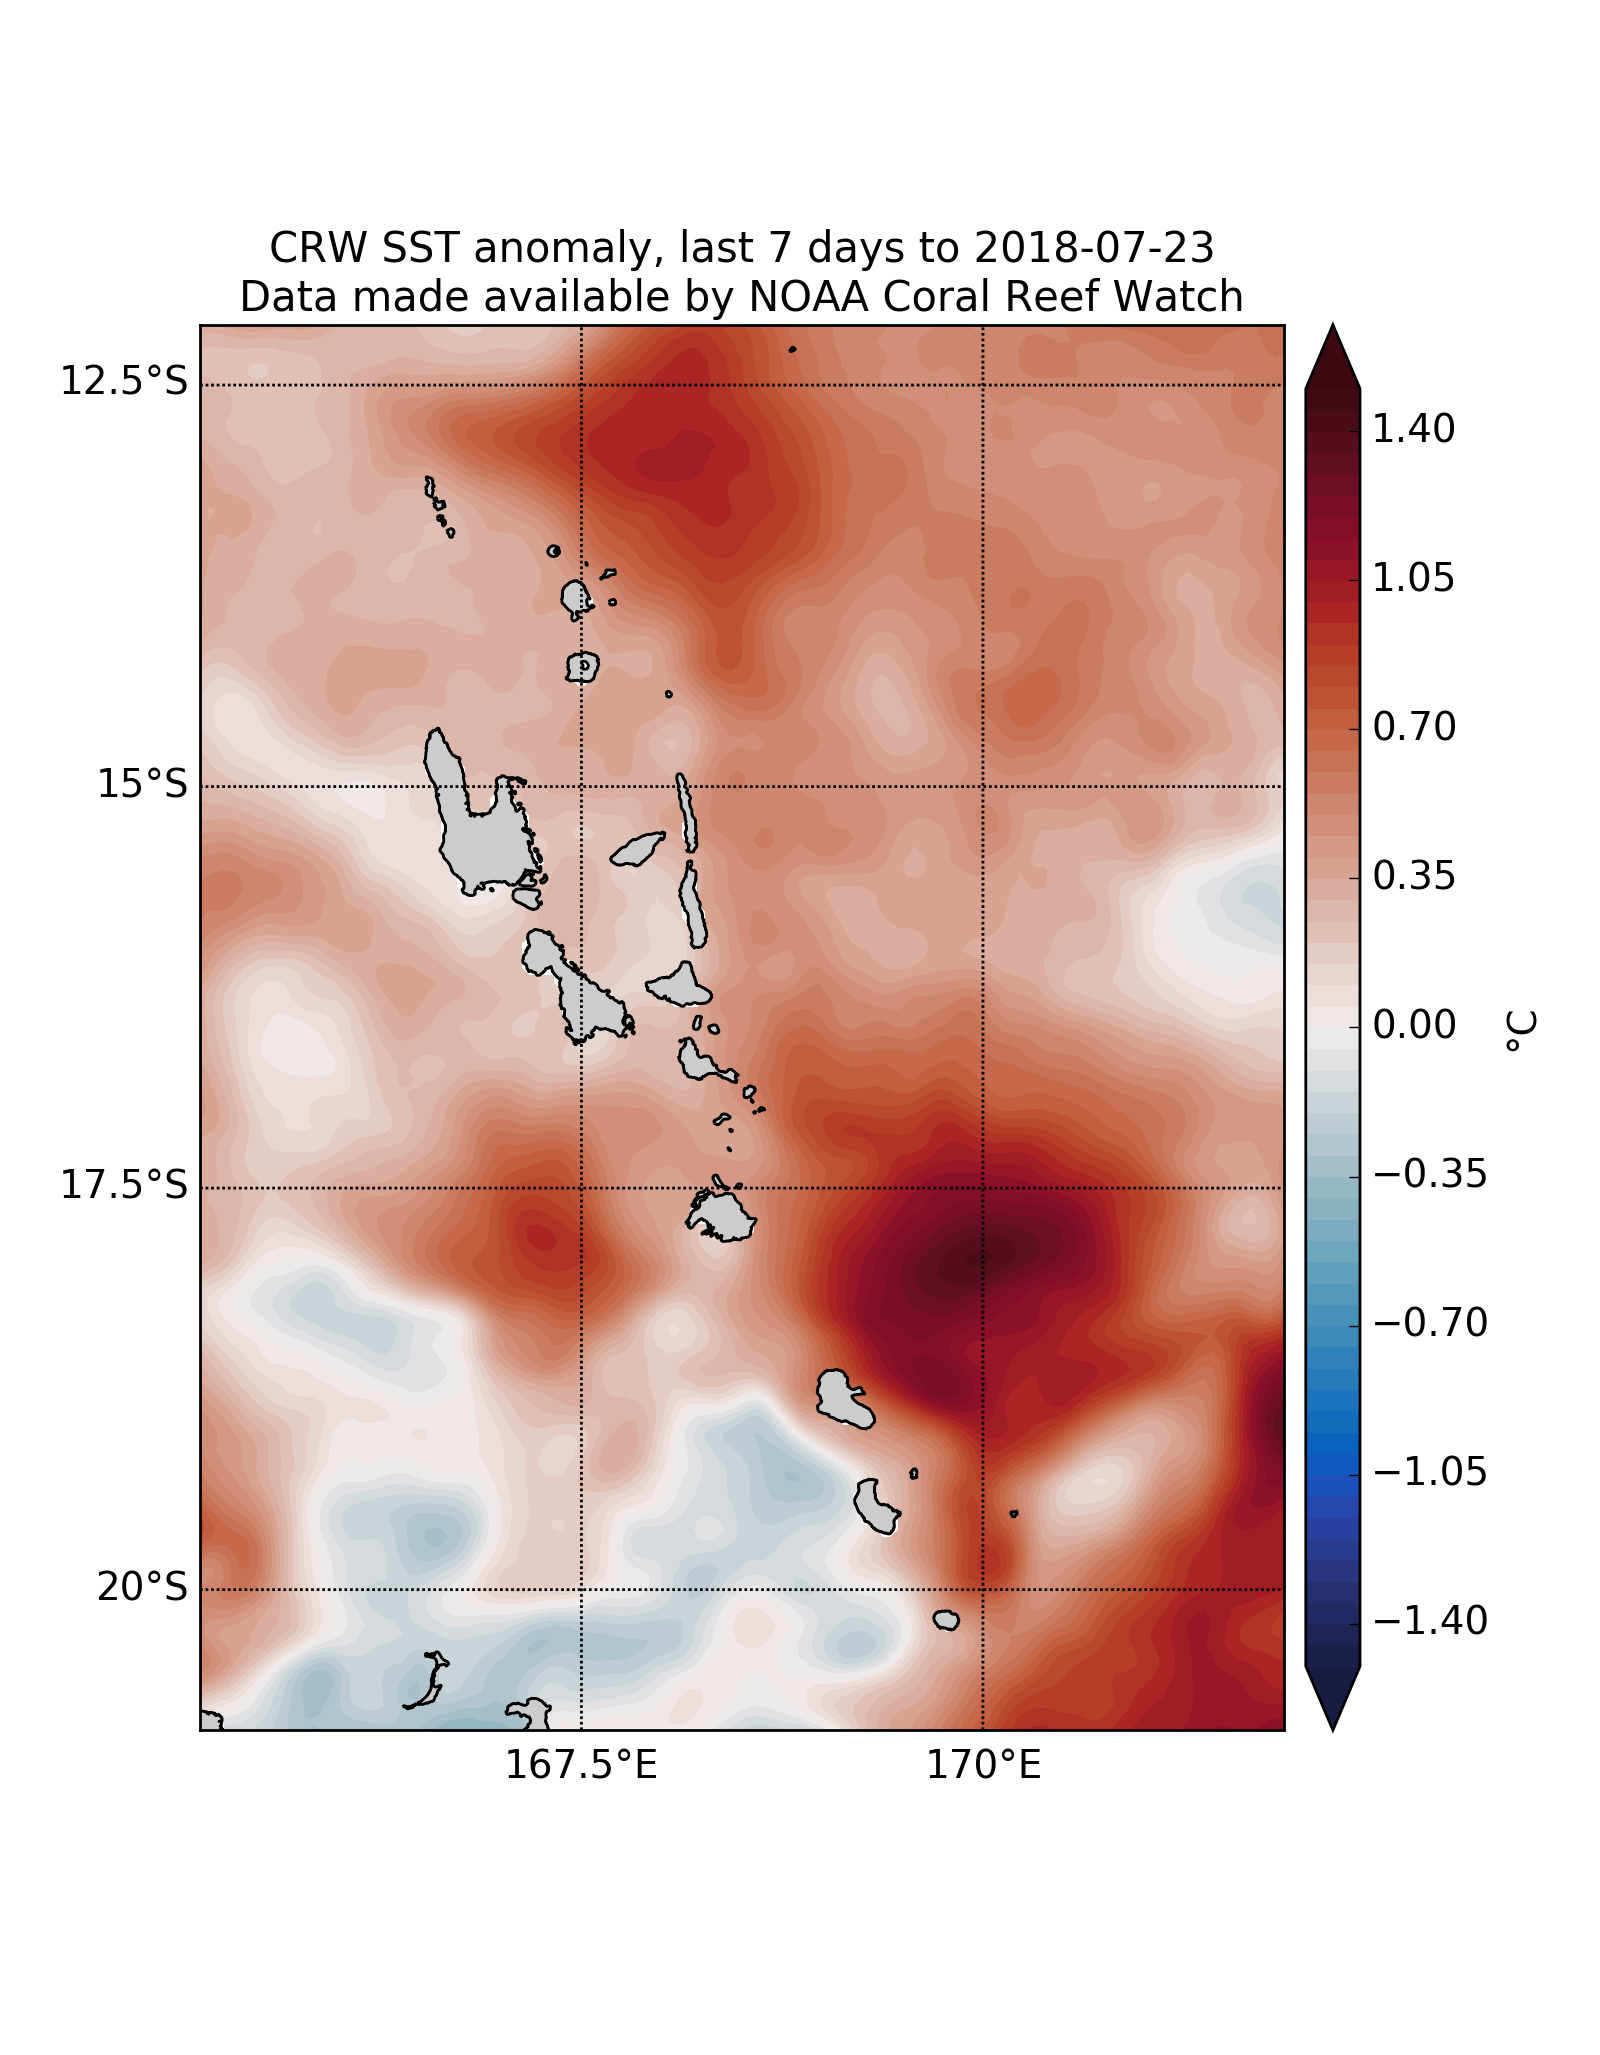 CRW SST anomaly, last 7 days to 2018-07-23
Data made available by NOAA Coral Reef Watch
12.5°S
15°S
17.5°S
20°S
167.5°E
170°E
1.40
1.05
0.70
0.35
0.00
−0.35
−0.70
−1.05
−1.40
°C